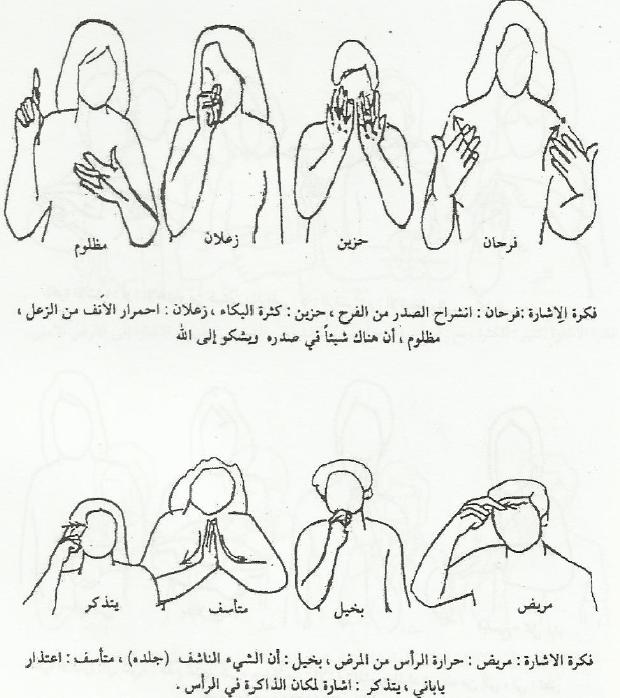 فرحان
حزين
زعلان
مظلوم
فكرة الإشارة :فرحان : انشراح الصدر من الفرح ، حزين : كثرة البكاء ، زعلان : احمرار الأنف من الزعل ،
مظلوم ، أن هناك شيئاً في صدره ويشكو إلى الله
مريض
بخيل
متأسف
يتذكر
فكرة الاشارة : مريض : حرارة الرأس من المرض ، بخيل : أن الشيء الناشف (جلده) ، متأسف : اعتذار
ياباني ، يتذكر : اشارة لمكان الذاكرة في الرأس .